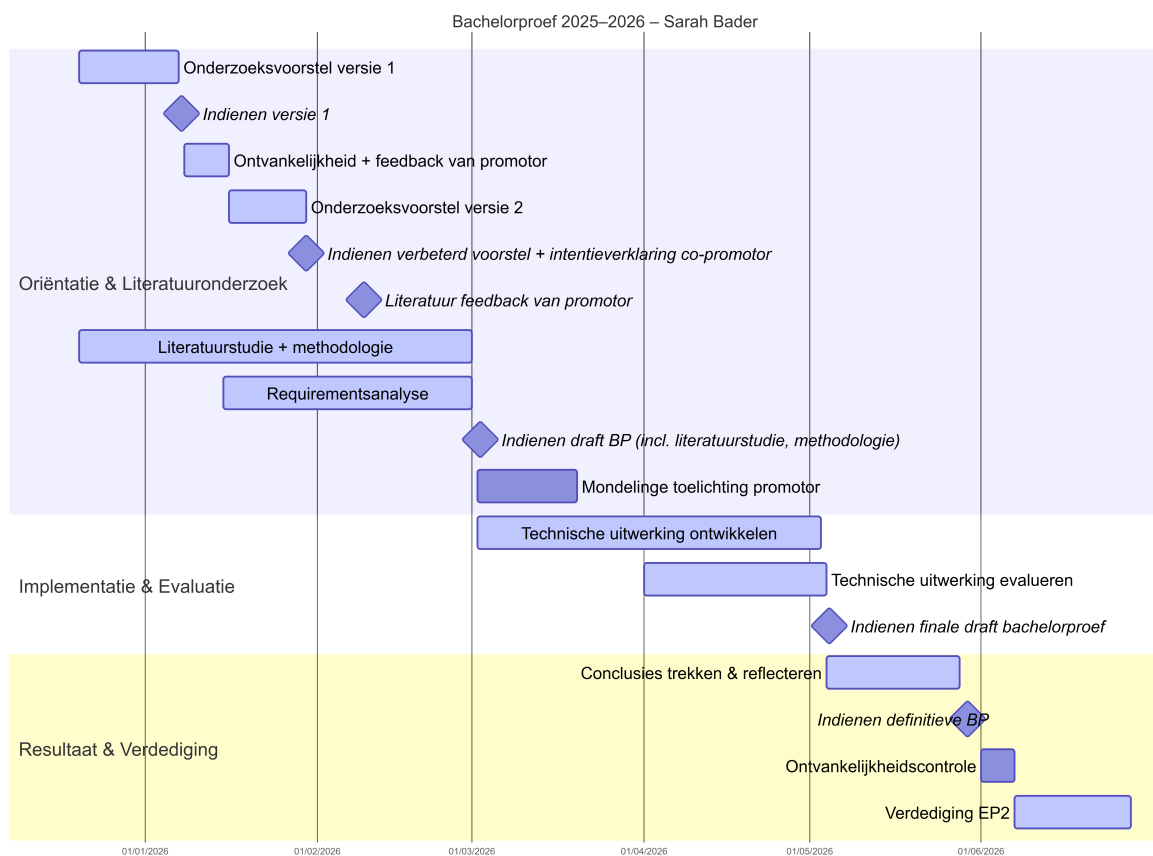 Bachelorproef 2025–2026 – Sarah Bader
Onderzoeksvoorstel versie 1
Indienen versie 1
Ontvankelijkheid + feedback van promotor
Onderzoeksvoorstel versie 2
Indienen verbeterd voorstel + intentieverklaring co-promotor
Oriëntatie & Literatuuronderzoek
Literatuur feedback van promotor
Literatuurstudie + methodologie
Requirementsanalyse
Indienen draft BP (incl. literatuurstudie, methodologie)
Mondelinge toelichting promotor
Technische uitwerking ontwikkelen
Implementatie & Evaluatie
Technische uitwerking evalueren
Indienen finale draft bachelorproef
Conclusies trekken & reflecteren
Indienen definitieve BP
Resultaat & Verdediging
Ontvankelijkheidscontrole
Verdediging EP2
01/01/2026 01/02/2026 01/03/2026 01/04/2026 01/05/2026 01/06/2026